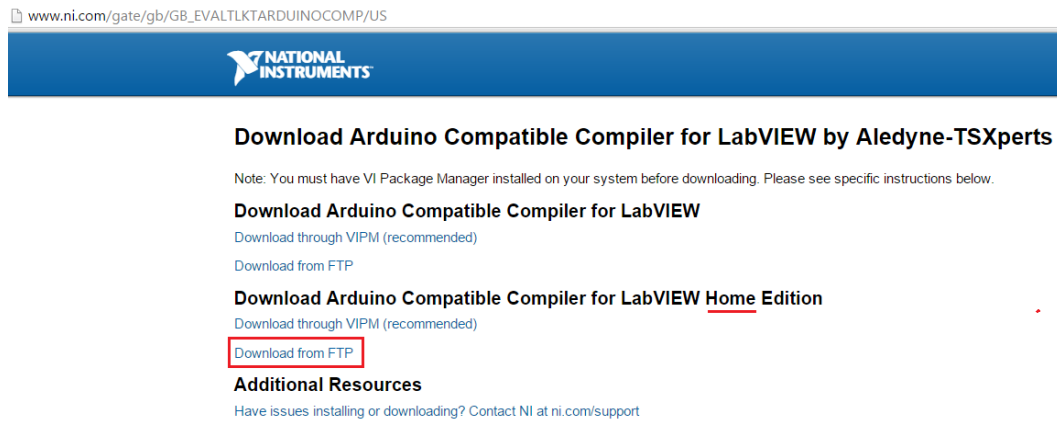 www.ni.com/gate/gb/GB_EVALTLKTARDUINOCOMP/US
NATIONAL
INSTRUMENTS™
Download Arduino Compatible Compiler for LabVIEW by Aledyne-TSXperts
Note: You must have VI Package Manager installed on your system before downloading. Please see specific instructions below.
Download Arduino Compatible Compiler for LabVIEW
Download through VIPM (recommended)
Download from FTP
Download Arduino Compatible Compiler for LabVIEW Home Edition
Download through VIPM (recommended)
Download from FTP
Additional Resources
Have issues installing or downloading? Contact NI at ni.com/support